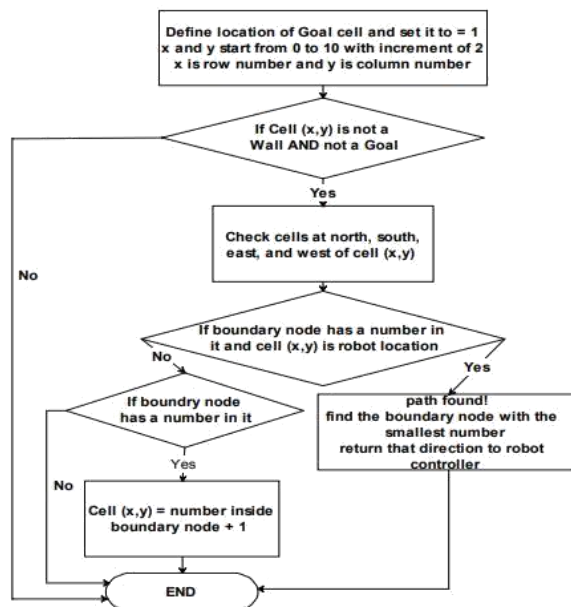 Define location of Goal cell and set it to = 1
x and y start from 0 to 10 with increment of 2
x is row number and y is column number
If Cell (x,y) is not a
Wall AND not a Goal
Yes
No
Check cells at north, south,
east, and west of cell (x,y)
If boundary node has a number in
it and cell (x,y) is robot location
No
Yes
If boundry node
has a number in it
path found!
find the boundary node with the
smallest number
return that direction to robot
controller
Yes
No
Cell (x,y) = number inside
boundary node + 1
END